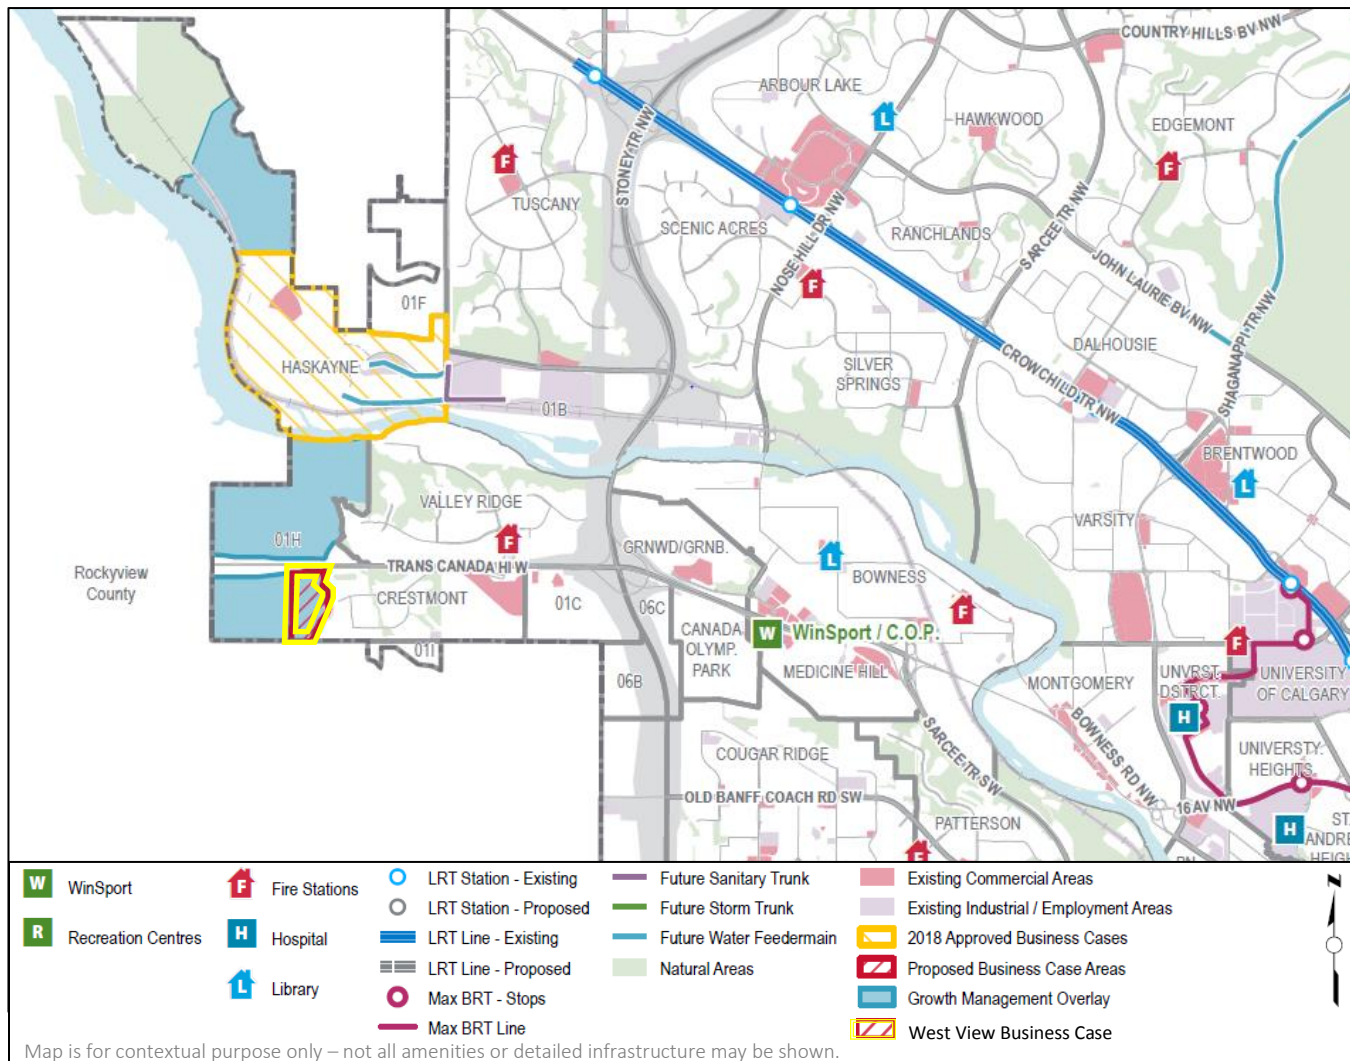 COUNTRY HILLS BV NW
ARBOUR LAKE
HAWKWOOD
EDGEMONT
STONEY TR NW
TUSCANY
SCENIC ACRES
NOSE HILL DR NW
RANCHLANDS
SARCEE TR NW
JOHN LAURIE BV NW
SHAGANAPPI TR NW
01F
HASKAYNE
CROWCHILD TR NW
DALHOUSIE
SILVER
SPRINGS
01B
BRENTWOOD
VALLEY RIDGE
VARSITY
01H
GRNWD/GRNB.
TRANS CANADA HI W
BOWNESS
Rockyview
County
CRESTMONT
01C
06C
CANADA
OLYMP.
PARK
W WinSport / C.O.P.
01I
06B
MEDICINE HILL
MONTGOMERY
UNVRST.
DSTRCT.
UNIVERSITY
OF CALGARY
BOWNESS RD NW
SARCEE TR SW
COUGAR RIDGE
UNIVERSTY.
HEIGHTS
OLD BANFF COACH RD SW
16 AV NW
PATTERSON
ST.
ANDRE
HEIGH
W WinSport
R Recreation Centres
F Fire Stations
H Hospital
L Library
LRT Station - Existing
LRT Station - Proposed
LRT Line - Existing
LRT Line - Proposed
Max BRT - Stops
Max BRT Line
Future Sanitary Trunk
Future Storm Trunk
Future Water Feedermain
Natural Areas
Existing Commercial Areas
Existing Industrial / Employment Areas
2018 Approved Business Cases
Proposed Business Case Areas
Growth Management Overlay
West View Business Case
N
Map is for contextual purpose only – not all amenities or detailed infrastructure may be shown.